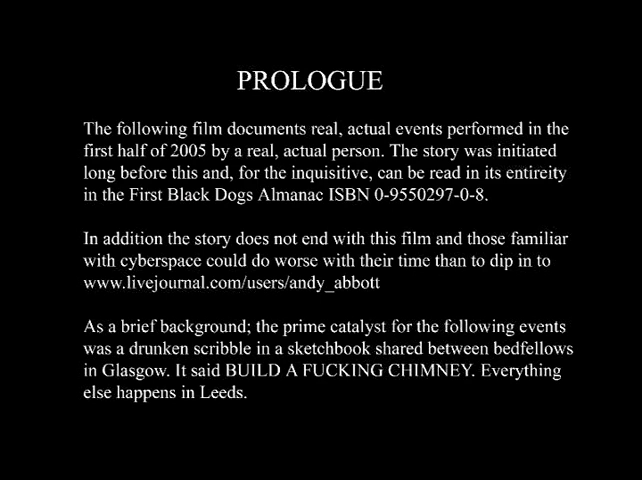 PROLOGUE
The following film documents real, actual events performed in the
first half of 2005 by a real, actual person. The story was initiated
long before this and, for the inquisitive, can be read in its entireity
in the First Black Dogs Almanac ISBN 0-9550297-0-8.
In addition the story does not end with this film and those familiar
with cyberspace could do worse with their time than to dip in to
www.livejournal.com/users/andy_abbott
As a brief background; the prime catalyst for the following events
was a drunken scribble in a sketchbook shared between bedfellows
in Glasgow. It said BUILD A FUCKING CHIMNEY. Everything
else happens in Leeds.